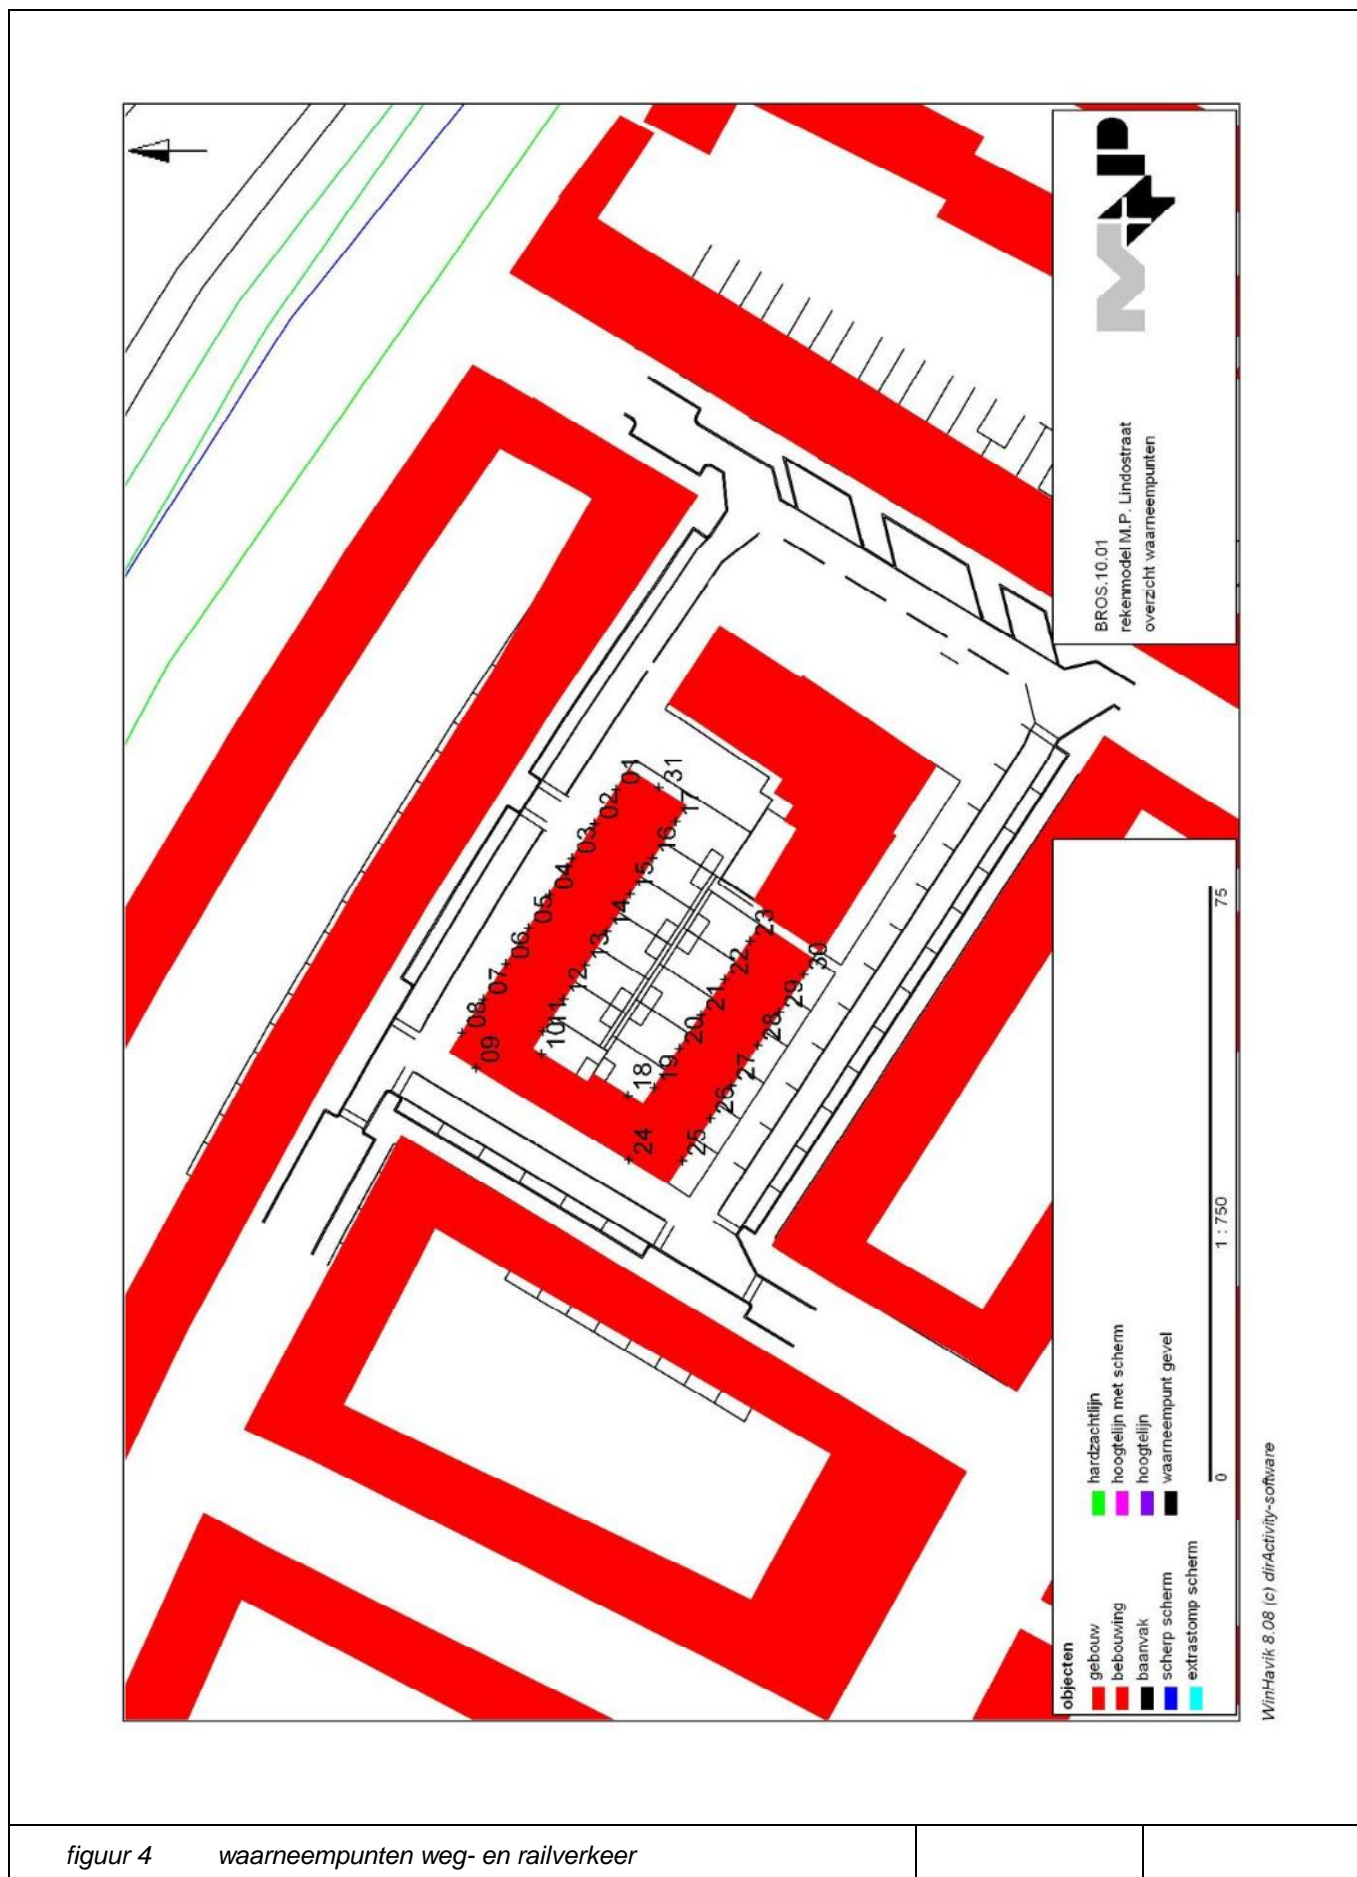 M+P
BROS.10.01
rekenmodel M.P. Lindostraat
overzicht waarneempunten
01
02
03
04
05
06
07
08
09
10
11
12
13
14
15
16
17
31
18
19
20
21
22
23
24
25
26
27
28
29
30
objecten
gebouw
bebouwing
baanvak
scherp scherm
extrastomp scherm
hardzachtlijn
hoogtelijn met scherm
hoogtelijn
waarneempunt gevel
0
1 : 750
75
WinHavik 8.08 (c) dirActivity-software
figuur 4 waarneempunten weg- en railverkeer